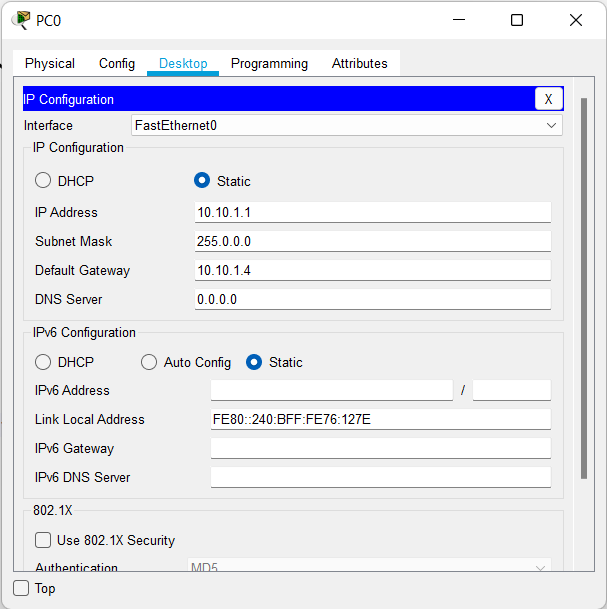 PC0
Physical Config Desktop Programming Attributes
IP Configuration X
Interface FastEthernet0
IP Configuration
DHCP Static
IP Address 10.10.1.1
Subnet Mask 255.0.0.0
Default Gateway 10.10.1.4
DNS Server 0.0.0.0
IPv6 Configuration
DHCP Auto Config Static
IPv6 Address /
Link Local Address FE80::240:BFF:FE76:127E
IPv6 Gateway
IPv6 DNS Server
802.1X
Use 802.1X Security
Authentication MD5
Top